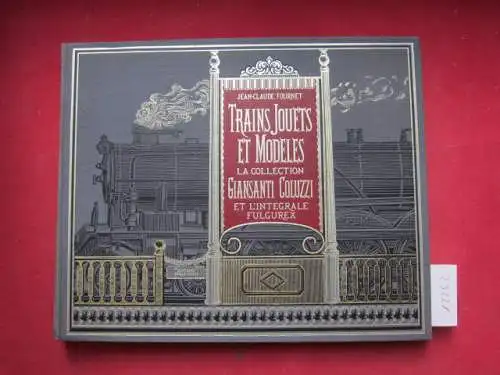 JEAN-CLAUDE FOURNET
TRAINS JOUETS
ET MODELES
LA COLLECTION
GIANSANTI COLUZZI
ET L'INTEGRALE
FULGUREX